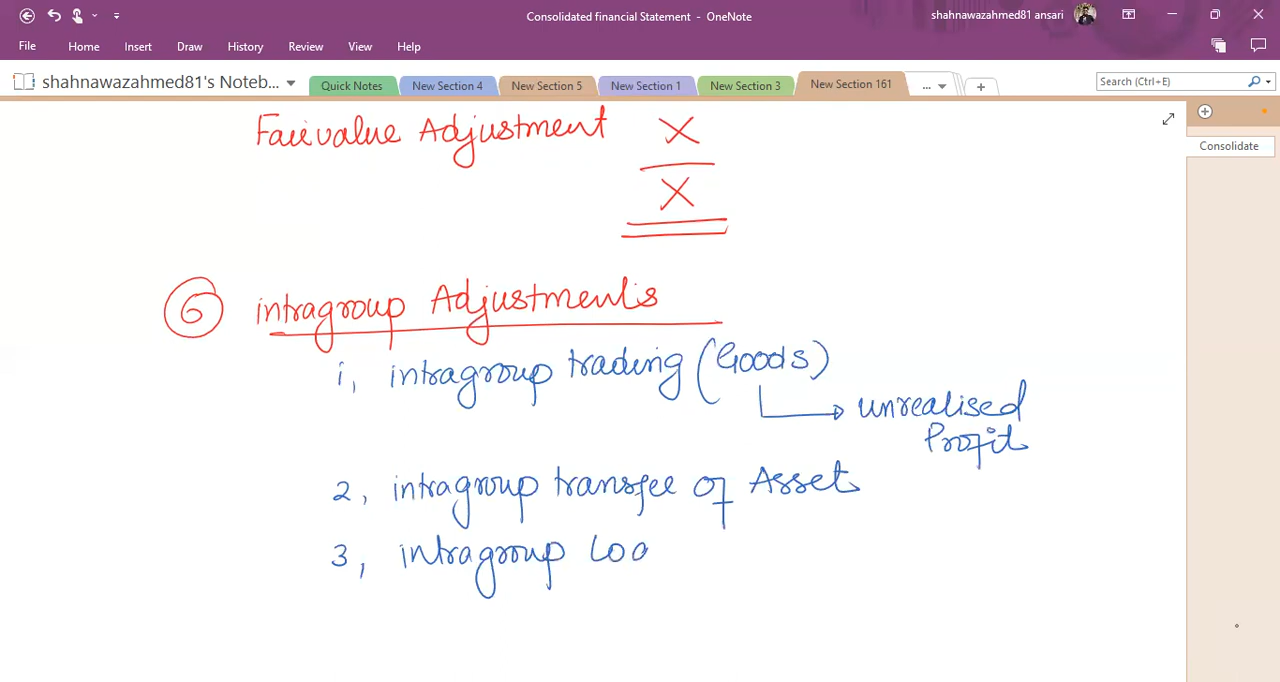 Consolidated financial Statement - OneNote
shahnawazahmed81 ansari
File Home Insert Draw History Review View Help
shahnawazahmed81's Noteb... Quick Notes New Section 4 New Section 5 New Section 1 New Section 3 New Section 161 ... Search (Ctrl+E)
Consolidate
Fairvalue Adjustment X
X
6 intragroup Adjustments
i, intragroup trading (Goods)
unrealised
Profit
2, intragroup transfer of Asset
3, intragroup Loa